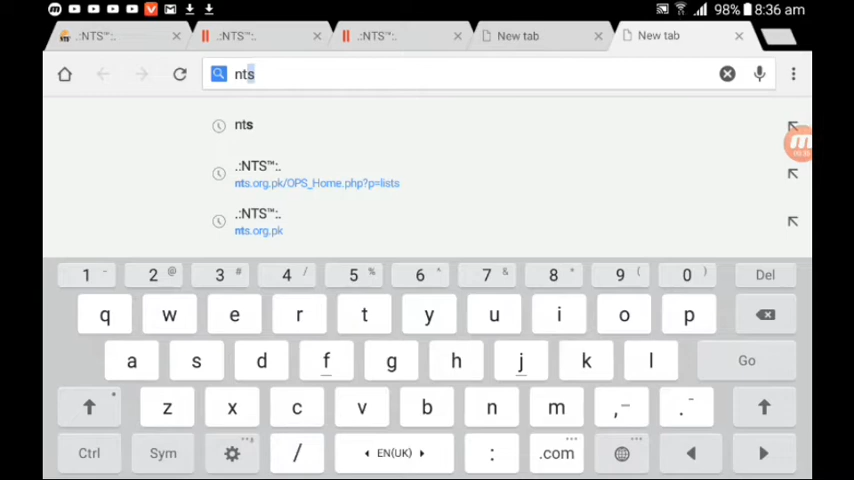 98% 8:36 am
.:NTS™:. × .:NTS™:. × .:NTS™:. × New tab × New tab ×
nts
nts
.:NTS™:.
nts.org.pk/OPS_Home.php?p=lists
.:NTS™:.
nts.org.pk
1 - 2 @ 3 # 4 / 5 % 6 ^ 7 & 8 * 9 ( 0 ) Del
q w e r t y u i o p
a s d f g h j k l Go
z x c v b n m ,– .-
Ctrl Sym / EN(UK) : .com